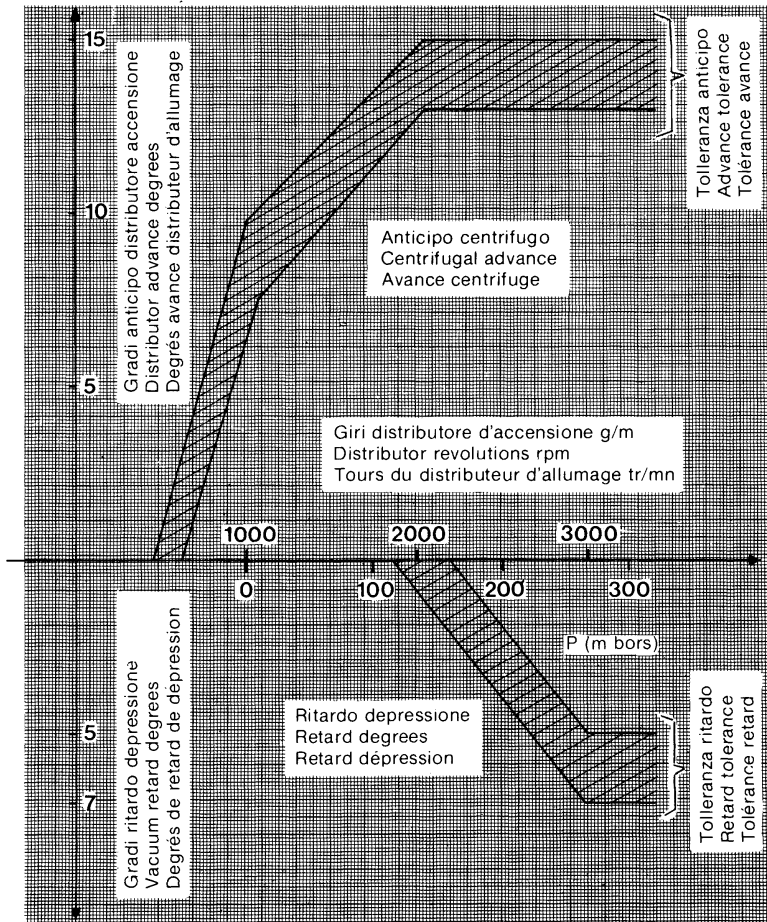 15
10
5
Gradi anticipo distributore accensione
Distributor advance degrees
Degrés avance distributeur d'allumage
Tolleranza anticipo
Advance tolerance
Tolérance avance
Anticipo centrifugo
Centrifugal advance
Avance centrifuge
Giri distributore d'accensione g/m
Distributor revolutions rpm
Tours du distributeur d'allumage tr/mn
1000 2000 3000
0 100 200 300
P (m bors)
Gradi ritardo depressione
Vacuum retard degrees
Degrés de retard de dépression
Ritardo depressione
Retard degrees
Retard dépression
5
7
Tolleranza ritardo
Retard tolerance
Tolérance retard